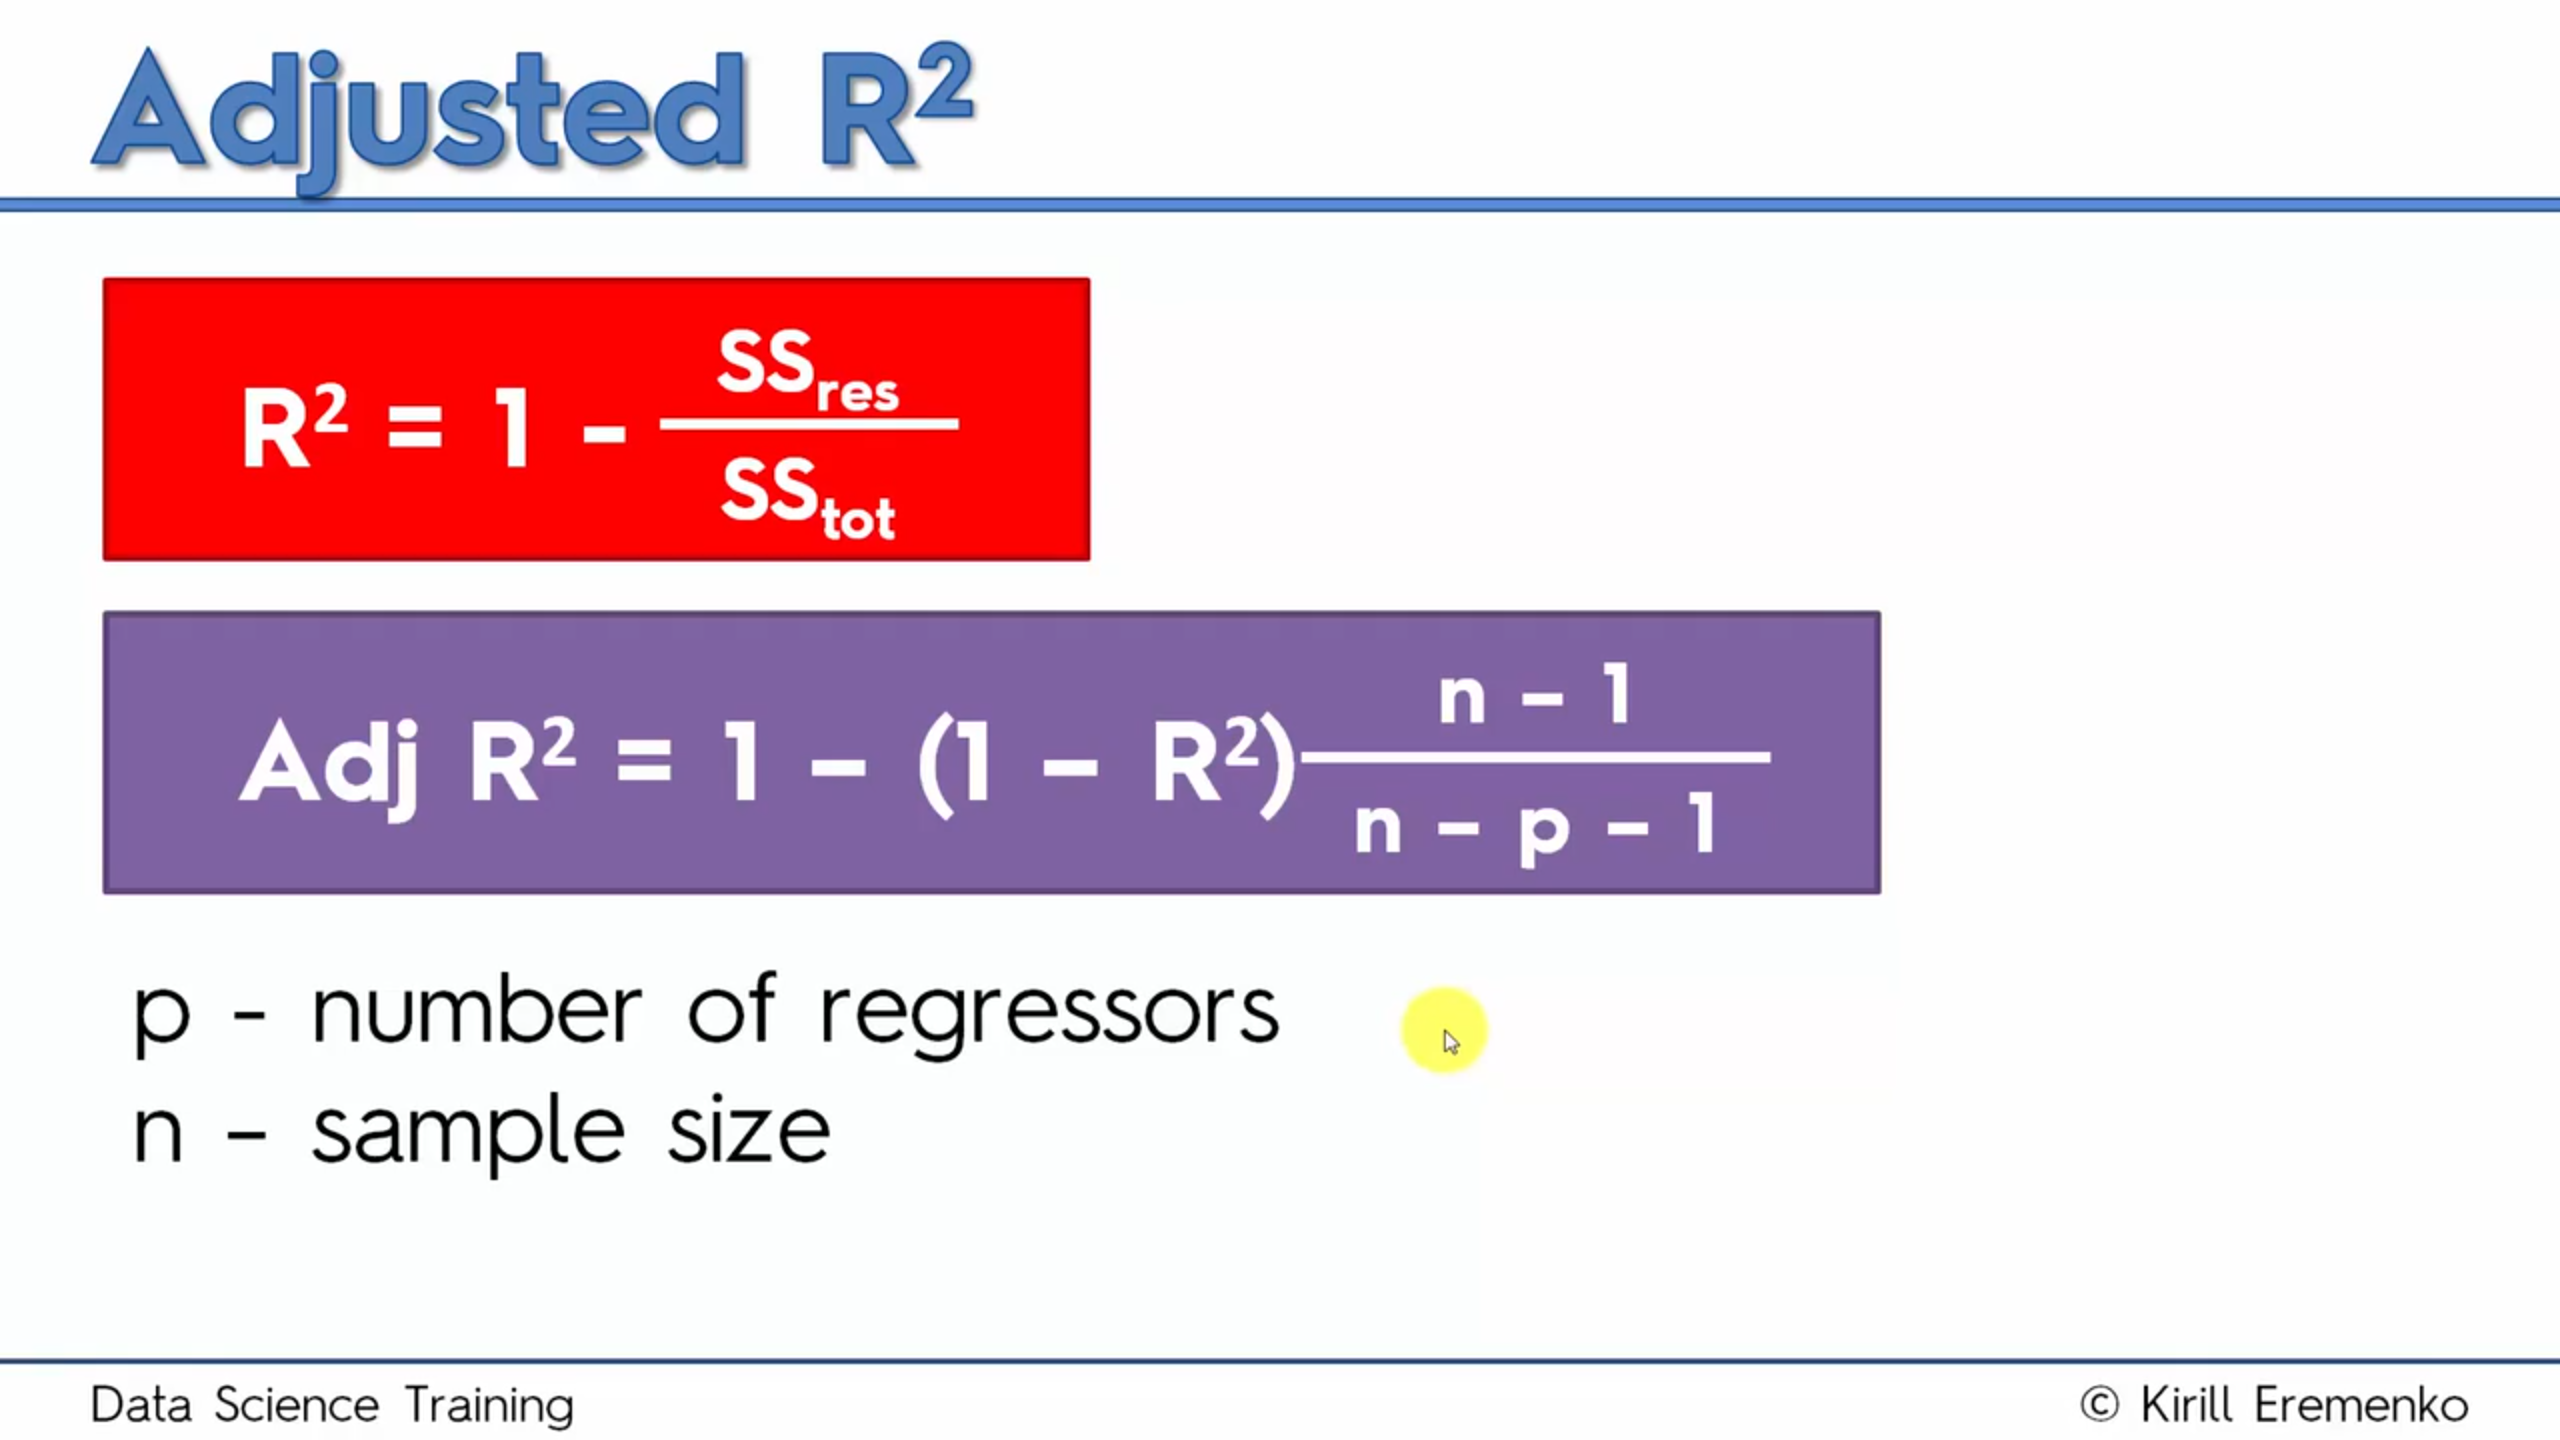 Adjusted R²
R² = 1 - SSres
SStot
Adj R² = 1 – (1 – R²) n – 1
n – p – 1
p - number of regressors
n – sample size
Data Science Training
© Kirill Eremenko